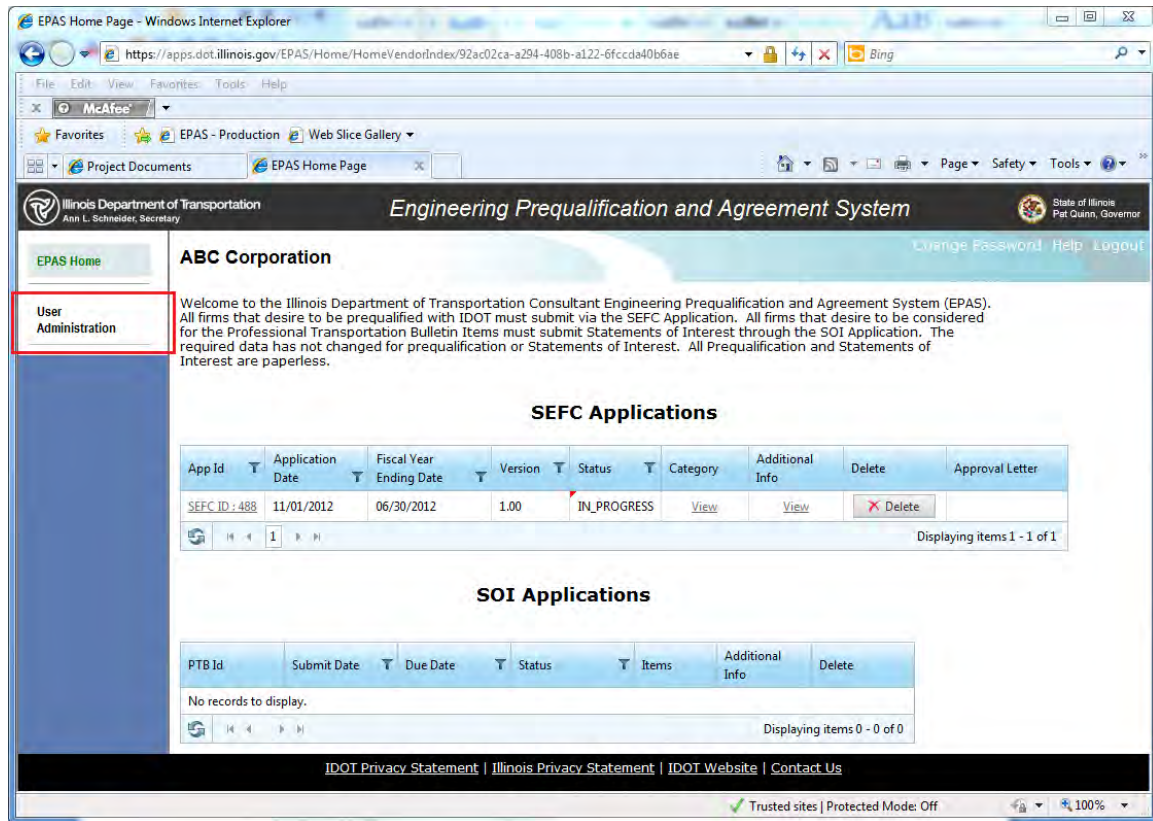 EPAS Home Page - Windows Internet Explorer
https://apps.dot.illinois.gov/EPAS/Home/HomeVendorIndex/92ac02ca-a294-408b-a122-6fccda40b6ae
Bing
File Edit View Favorites Tools Help
x McAfee
Favorites EPAS - Production Web Slice Gallery
Project Documents EPAS Home Page x Page Safety Tools
Illinois Department of Transportation
Ann L. Schneider, Secretary
Engineering Prequalification and Agreement System
State of Illinois
Pat Quinn, Governor
Change Password Help Logout
EPAS Home
User
Administration
ABC Corporation
Welcome to the Illinois Department of Transportation Consultant Engineering Prequalification and Agreement System (EPAS).
All firms that desire to be prequalified with IDOT must submit via the SEFC Application. All firms that desire to be considered
for the Professional Transportation Bulletin Items must submit Statements of Interest through the SOI Application. The
required data has not changed for prequalification or Statements of Interest. All Prequalification and Statements of
Interest are paperless.
SEFC Applications
App Id Application Date Fiscal Year Ending Date Version Status Category Additional Info Delete Approval Letter
SEFC ID : 488 11/01/2012 06/30/2012 1.00 IN_PROGRESS View View Delete
1 Displaying items 1 - 1 of 1
SOI Applications
PTB Id Submit Date Due Date Status Items Additional Info Delete
No records to display.
Displaying items 0 - 0 of 0
IDOT Privacy Statement | Illinois Privacy Statement | IDOT Website | Contact Us
Trusted sites | Protected Mode: Off 100%